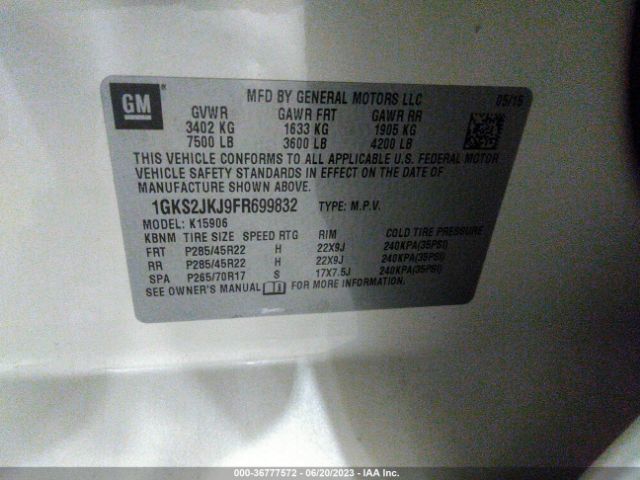 GM ®
MFD BY GENERAL MOTORS LLC 05/15
GVWR GAWR FRT GAWR RR
3402 KG 1633 KG 1905 KG
7500 LB 3600 LB 4200 LB
THIS VEHICLE CONFORMS TO ALL APPLICABLE U.S. FEDERAL MOTOR
VEHICLE SAFETY STANDARDS IN EFFECT ON THE DATE OF
MANUFACTURE SHOWN ABOVE.
1GKS2JKJ9FR699832 TYPE: M.P.V.
MODEL: K15906
KBNM TIRE SIZE SPEED RTG RIM COLD TIRE PRESSURE
FRT P285/45R22 H 22X9J 240KPA(35PSI)
RR P285/45R22 H 22X9J 240KPA(35PSI)
SPA P265/70R17 S 17X7.5J 240KPA(35PSI)
SEE OWNER'S MANUAL FOR MORE INFORMATION.
000-36777572 - 06/20/2023 - IAA Inc.